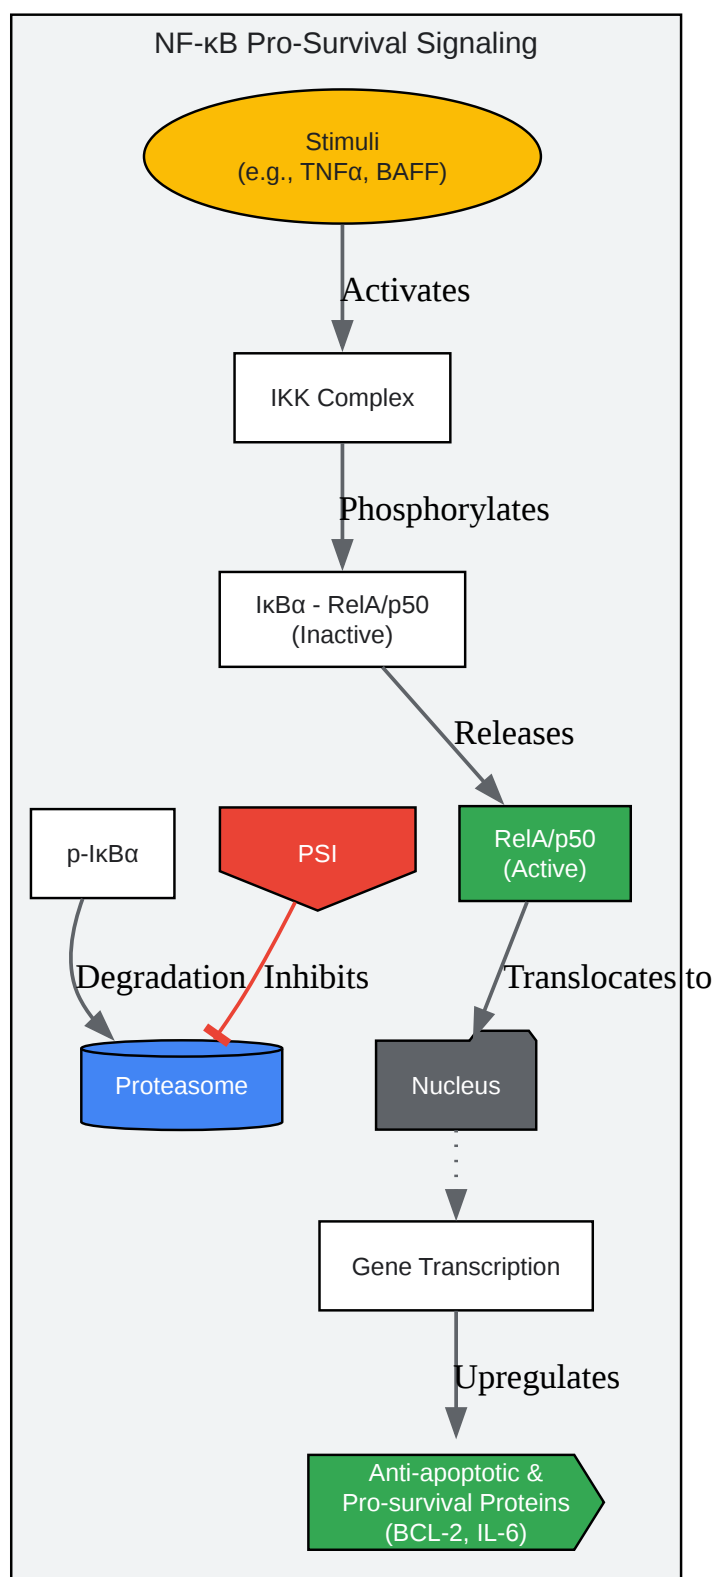 NF-κB Pro-Survival Signaling
Stimuli
(e.g., TNFα, BAFF)
Activates
IKK Complex
Phosphorylates
IκBα - RelA/p50
(Inactive)
Releases
p-IκBα
PSI
RelA/p50
(Active)
Degradation
Inhibits
Translocates to
Proteasome
Nucleus
Gene Transcription
Upregulates
Anti-apoptotic &
Pro-survival Proteins
(BCL-2, IL-6)